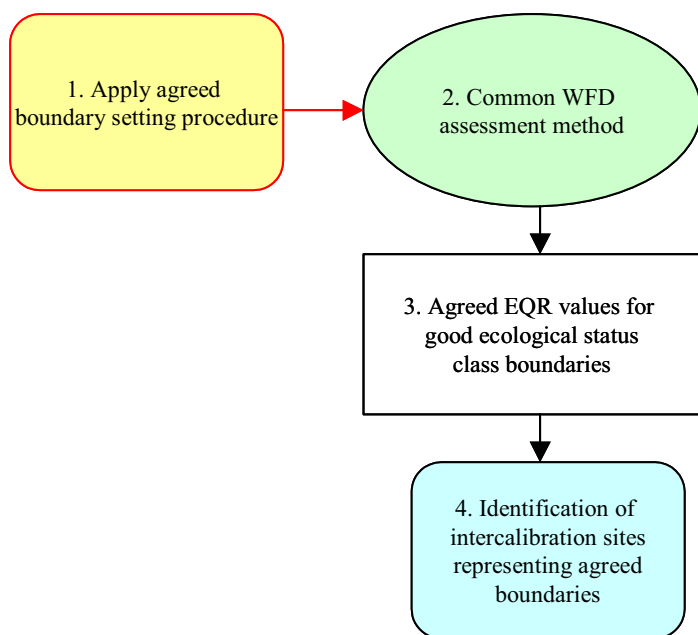 1. Apply agreed
boundary setting procedure
2. Common WFD
assessment method
3. Agreed EQR values for
good ecological status
class boundaries
4. Identification of
intercalibration sites
representing agreed
boundaries